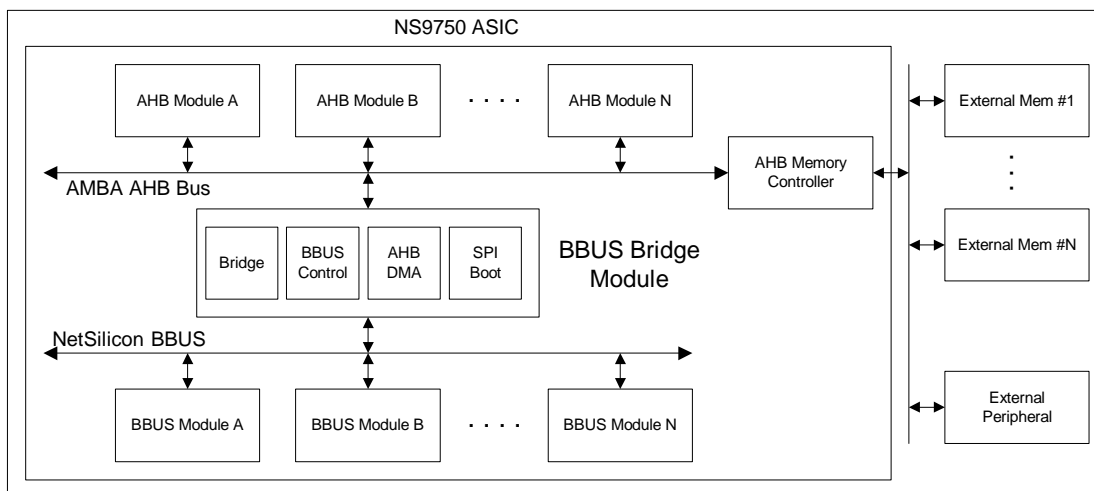 NS9750 ASIC
AHB Module A
AHB Module B
. . . .
AHB Module N
External Mem #1
AHB Memory
Controller
.
.
.
AMBA AHB Bus
Bridge
BBUS
Control
AHB
DMA
SPI
Boot
BBUS Bridge
Module
External Mem #N
NetSilicon BBUS
BBUS Module A
BBUS Module B
. . . .
BBUS Module N
External
Peripheral